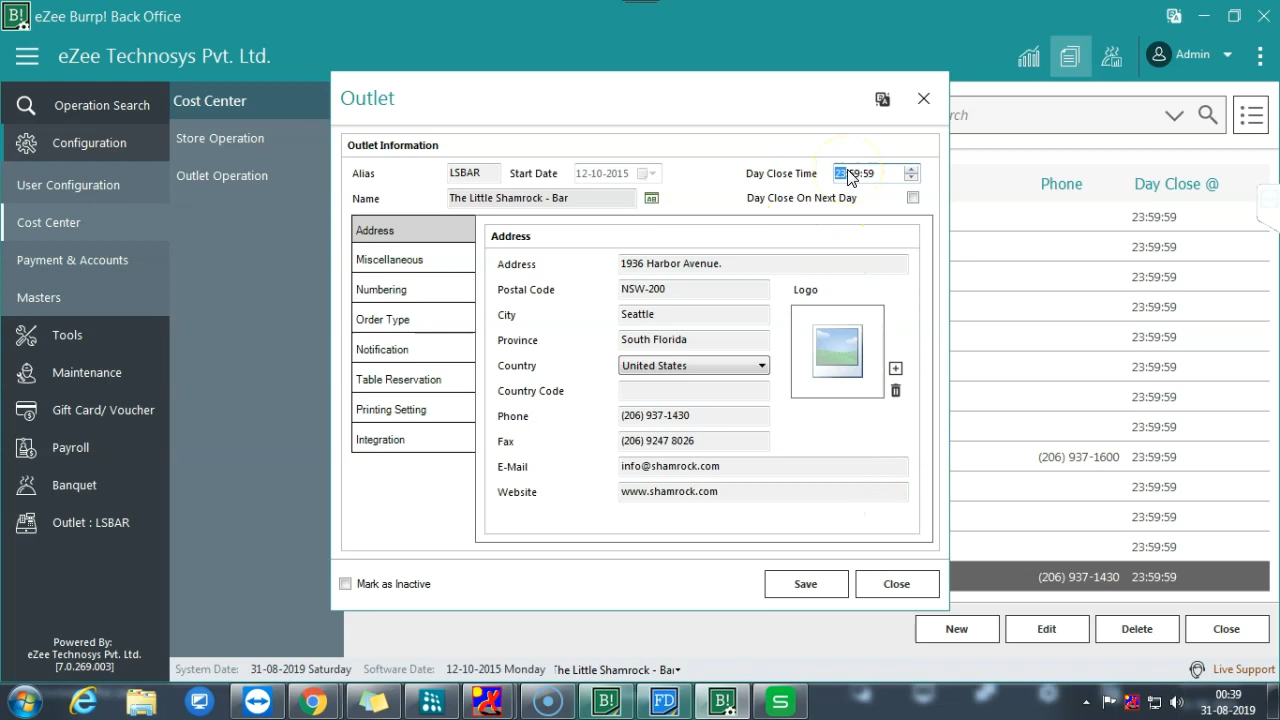 B! eZee Burrp! Back Office
eZee Technosys Pvt. Ltd.
Admin
Operation Search
Configuration
User Configuration
Cost Center
Payment & Accounts
Masters
Tools
Maintenance
Gift Card/ Voucher
Payroll
Banquet
Outlet : LSBAR
Powered By:
eZee Technosys Pvt. Ltd.
[7.0.269.003]
Cost Center
Store Operation
Outlet Operation
Outlet
Outlet Information
Alias LSBAR Start Date 12-10-2015 Day Close Time 23:59:59
Name The Little Shamrock - Bar Day Close On Next Day
Address
Miscellaneous
Numbering
Order Type
Notification
Table Reservation
Printing Setting
Integration
Address
Address 1936 Harbor Avenue.
Postal Code NSW-200 Logo
City Seattle
Province South Florida
Country United States
Country Code
Phone (206) 937-1430
Fax (206) 9247 8026
E-Mail info@shamrock.com
Website www.shamrock.com
Mark as Inactive Save Close
Phone Day Close @
23:59:59
23:59:59
23:59:59
23:59:59
23:59:59
23:59:59
23:59:59
23:59:59
(206) 937-1600 23:59:59
23:59:59
23:59:59
23:59:59
(206) 937-1430 23:59:59
New Edit Delete Close
System Date: 31-08-2019 Saturday Software Date: 12-10-2015 Monday The Little Shamrock - Bar Live Support
B! FD B! S
00:39
31-08-2019